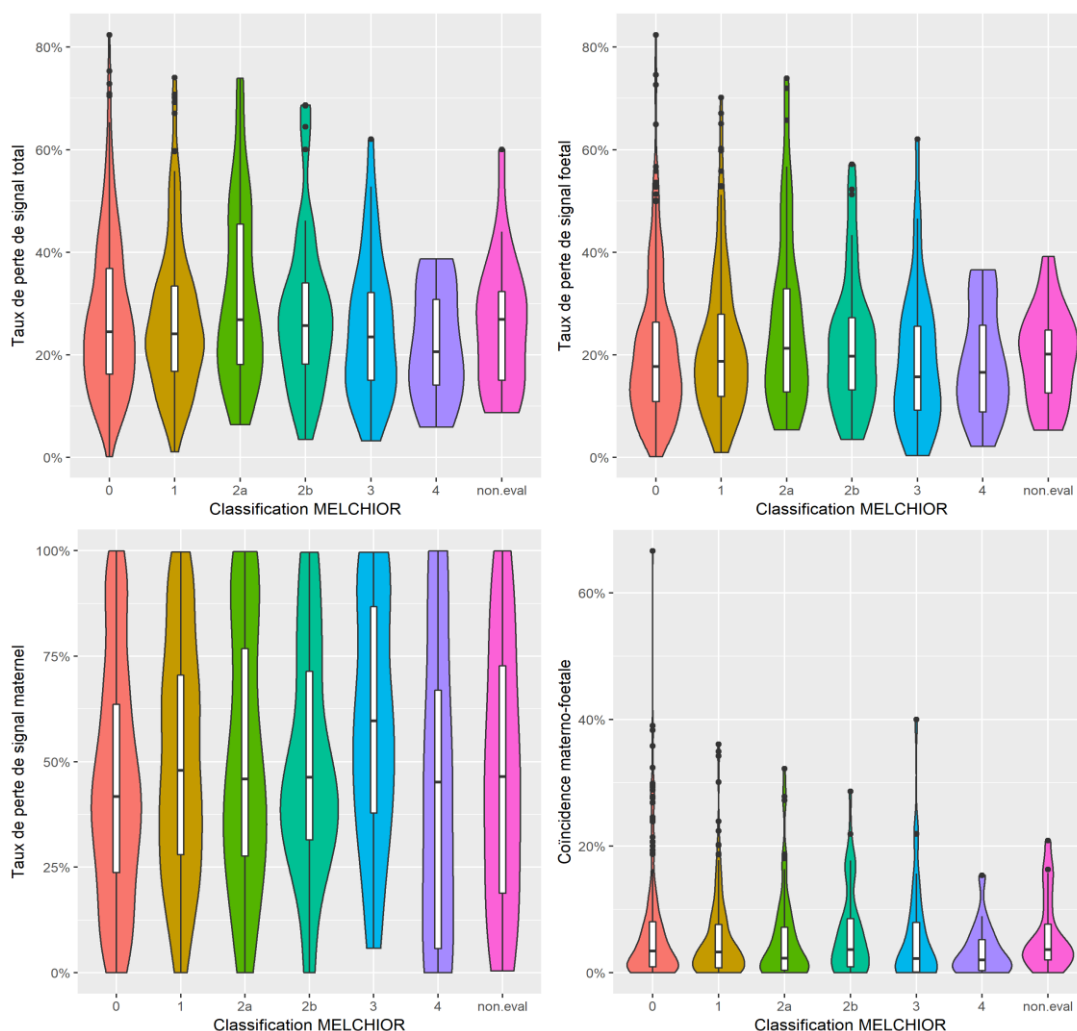 Taux de perte de signal total
80%
60%
40%
20%
0%
0 1 2a 2b 3 4 non.eval
Classification MELCHIOR
Taux de perte de signal foetal
80%
60%
40%
20%
0%
0 1 2a 2b 3 4 non.eval
Classification MELCHIOR
Taux de perte de signal maternel
100%
75%
50%
25%
0%
0 1 2a 2b 3 4 non.eval
Classification MELCHIOR
Coïncidence materno-foetale
60%
40%
20%
0%
0 1 2a 2b 3 4 non.eval
Classification MELCHIOR